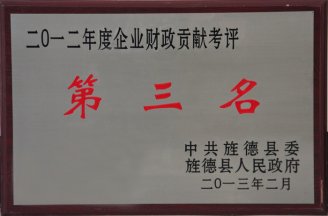 二〇一二年度企业财政贡献考评
第三名
中共旌德县委
旌德县人民政府
二〇一三年二月